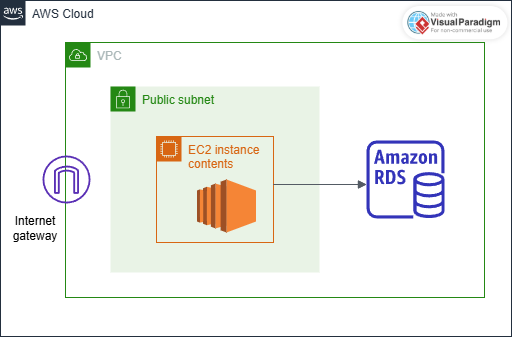 aws
AWS Cloud
Made with
Visual Paradigm
For non-commercial use
VPC
Public subnet
EC2 instance
contents
Amazon
RDS
Internet
gateway